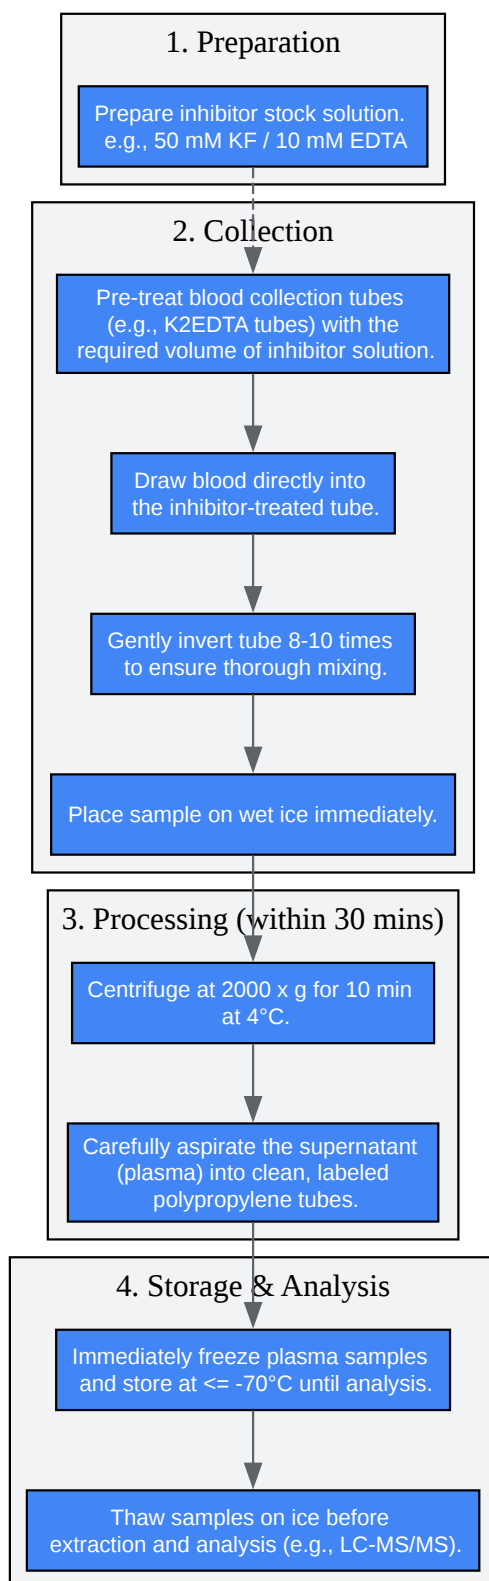 1. Preparation
Prepare inhibitor stock solution.
e.g., 50 mM KF / 10 mM EDTA
2. Collection
Pre-treat blood collection tubes
(e.g., K2EDTA tubes) with the
required volume of inhibitor solution.
Draw blood directly into
the inhibitor-treated tube.
Gently invert tube 8-10 times
to ensure thorough mixing.
Place sample on wet ice immediately.
3. Processing (within 30 mins)
Centrifuge at 2000 x g for 10 min
at 4°C.
Carefully aspirate the supernatant
(plasma) into clean, labeled
polypropylene tubes.
4. Storage & Analysis
Immediately freeze plasma samples
and store at <= -70°C until analysis.
Thaw samples on ice before
extraction and analysis (e.g., LC-MS/MS).